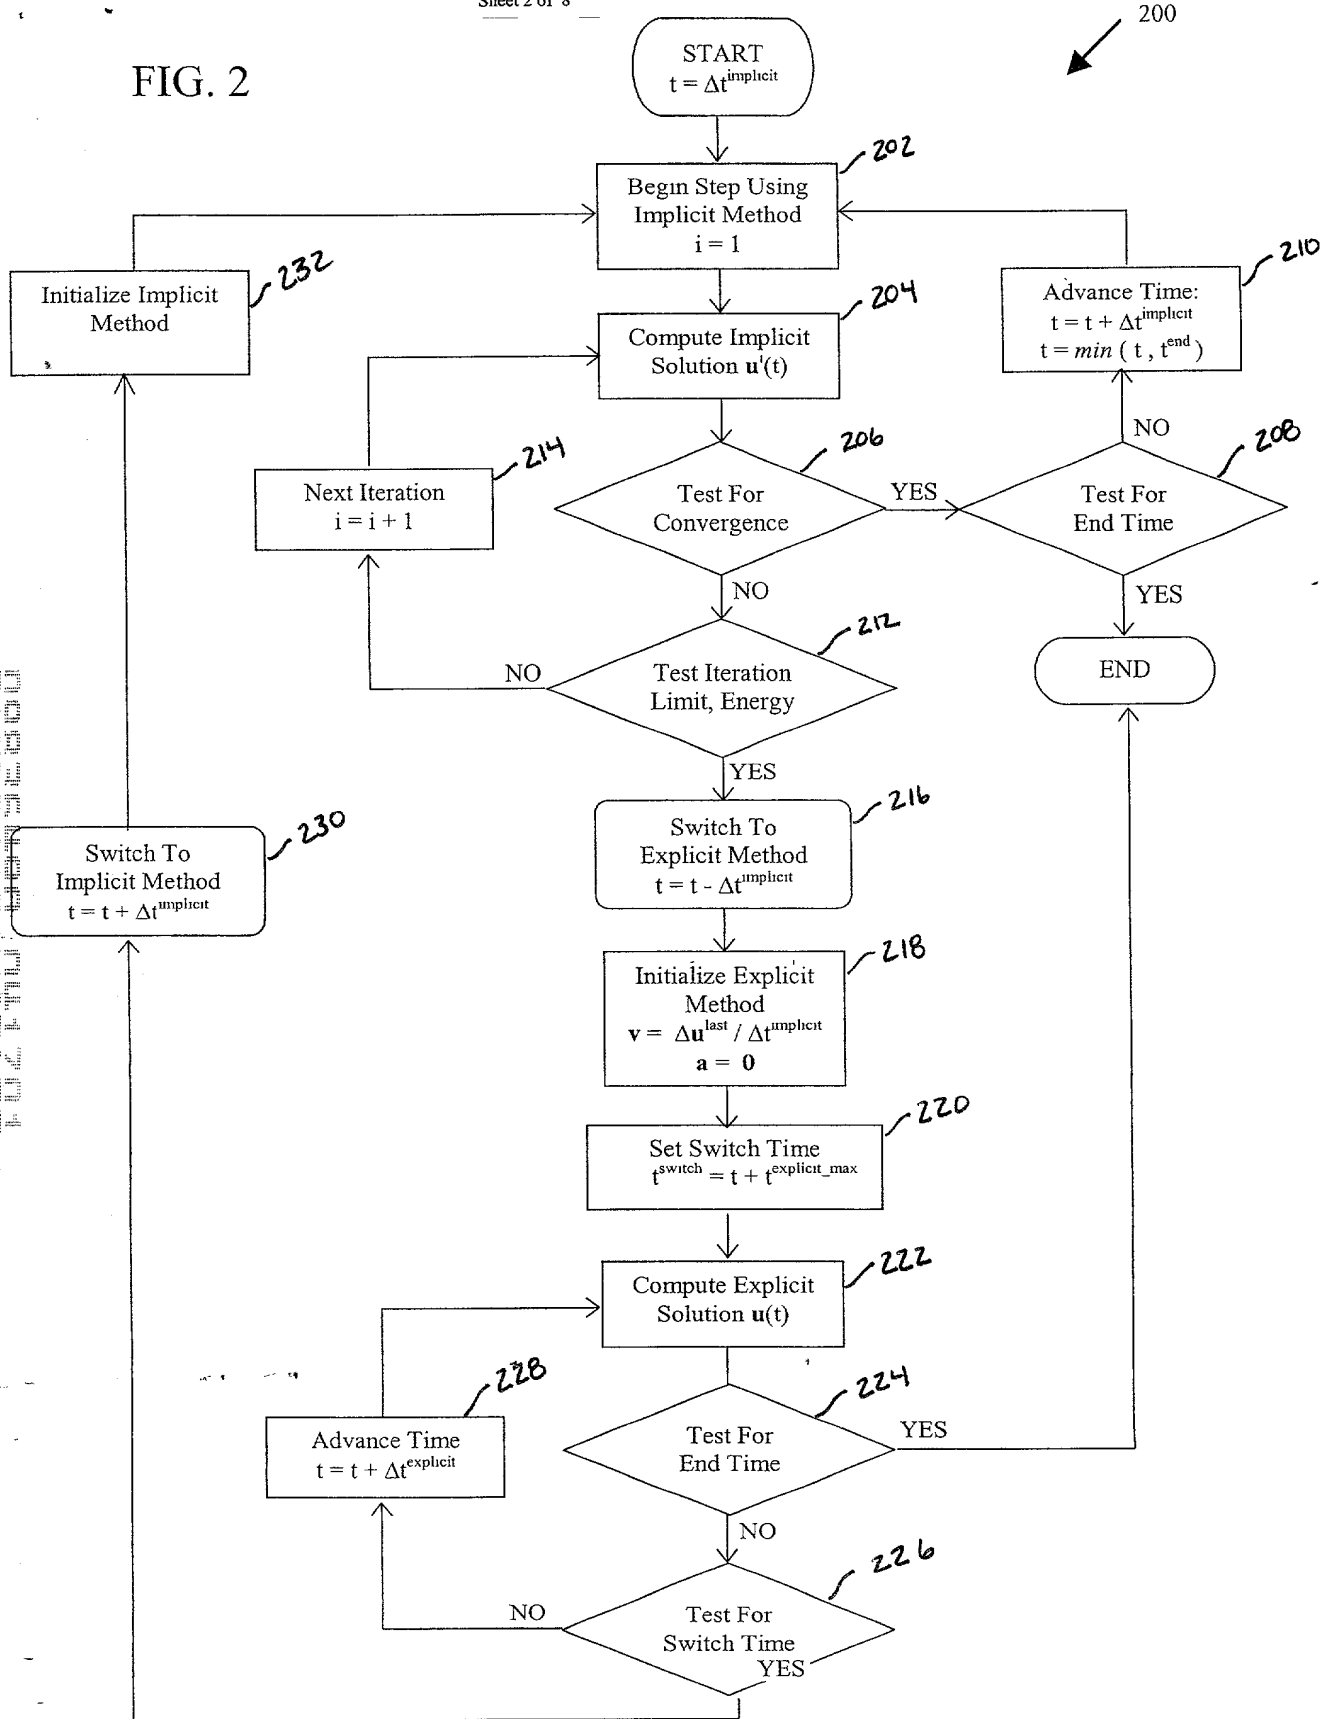 Sheet 2 of 8
200
FIG. 2
START
t = Δt^implicit
202
Begin Step Using
Implicit Method
i = 1
232
Initialize Implicit
Method
204
Compute Implicit
Solution u'(t)
210
Advance Time:
t = t + Δt^implicit
t = min ( t , t^end )
214
Next Iteration
i = i + 1
206
Test For
Convergence
YES
NO
208
Test For
End Time
NO
YES
212
Test Iteration
Limit, Energy
NO
YES
END
230
Switch To
Implicit Method
t = t + Δt^implicit
216
Switch To
Explicit Method
t = t - Δt^implicit
218
Initialize Explicit
Method
v = Δu^last / Δt^implicit
a = 0
220
Set Switch Time
t^switch = t + t^explicit_max
222
Compute Explicit
Solution u(t)
228
Advance Time
t = t + Δt^explicit
224
Test For
End Time
YES
NO
226
Test For
Switch Time
NO
YES